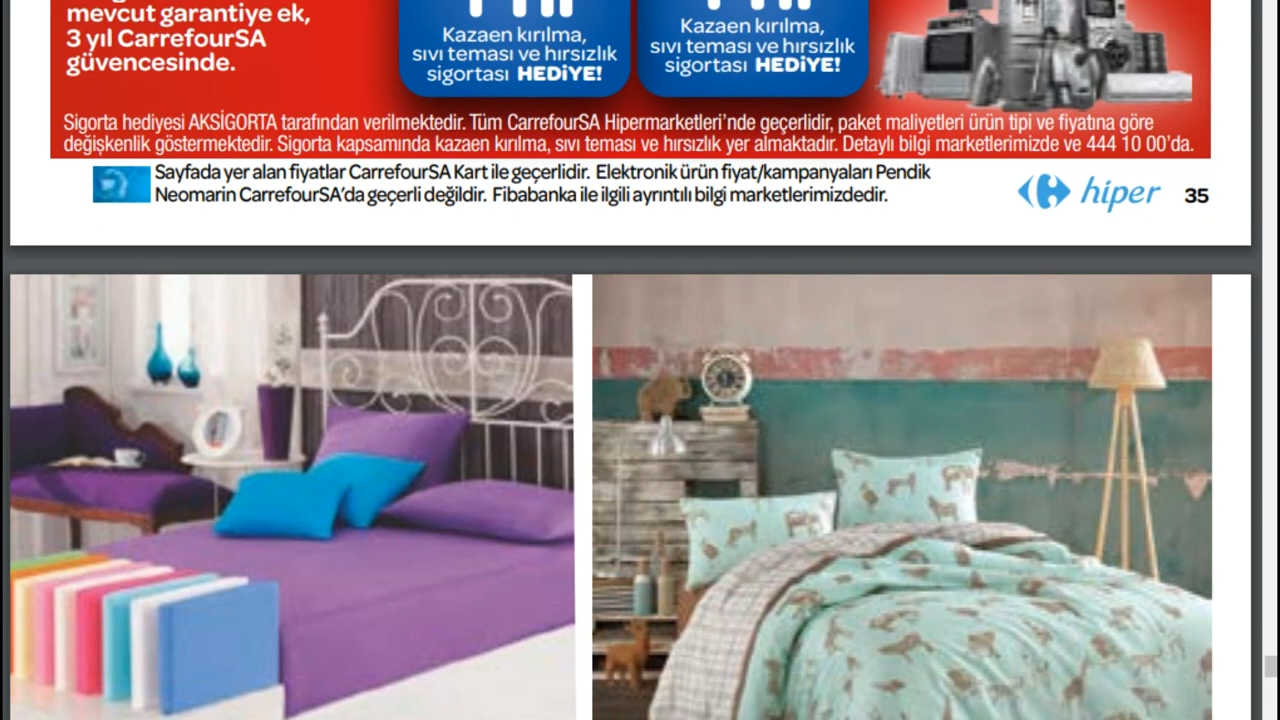 mevcut garantiye ek,
3 yıl CarrefourSA
güvencesinde.
Kazaen kırılma,
sıvı teması ve hırsızlık
sigortası HEDİYE!
Kazaen kırılma,
sıvı teması ve hırsızlık
sigortası HEDİYE!
Sigorta hediyesi AKSİGORTA tarafından verilmektedir. Tüm CarrefourSA Hipermarketleri'nde geçerlidir, paket maliyetleri ürün tipi ve fiyatına göre
değişkenlik göstermektedir. Sigorta kapsamında kazaen kırılma, sıvı teması ve hırsızlık yer almaktadır. Detaylı bilgi marketlerimizde ve 444 10 00'da.
Sayfada yer alan fiyatlar CarrefourSA Kart ile geçerlidir. Elektronik ürün fiyat/kampanyaları Pendik
Neomarin CarrefourSA'da geçerli değildir. Fibabanka ile ilgili ayrıntılı bilgi marketlerimizdedir.
hiper 35